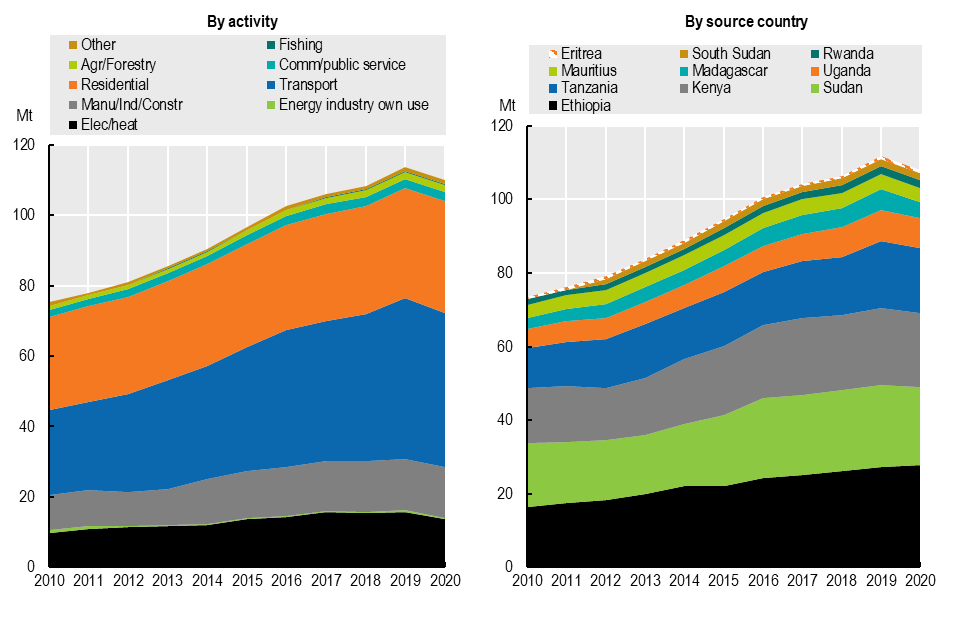 By activity
Other Fishing
Agr/Forestry Comm/public service
Residential Transport
Manu/Ind/Constr Energy industry own use
Elec/heat
Mt
120
100
80
60
40
20
0
2010 2011 2012 2013 2014 2015 2016 2017 2018 2019 2020
By source country
Eritrea South Sudan Rwanda
Mauritius Madagascar Uganda
Tanzania Kenya Sudan
Ethiopia
Mt
120
100
80
60
40
20
0
2010 2011 2012 2013 2014 2015 2016 2017 2018 2019 2020